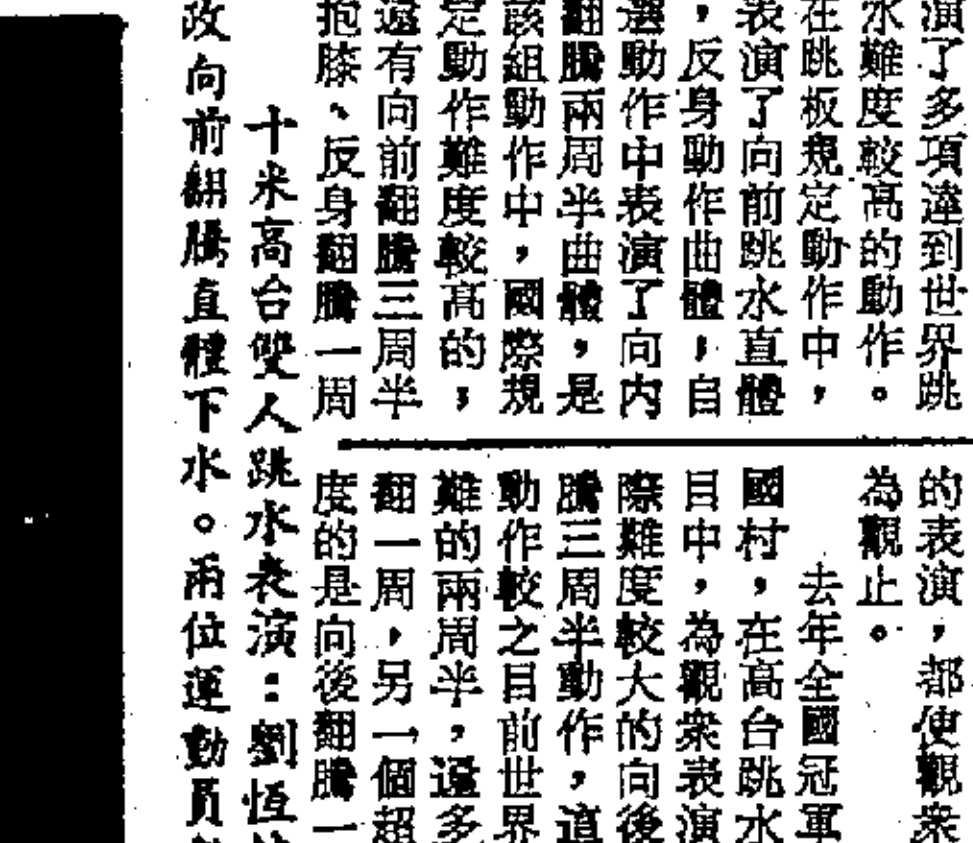 演了多項達到世界跳
水難度較高的動作。
在跳板規定動作中，
表演了向前跳水直體
，反身動作曲體；自
選動作中表演了向内
翻騰兩周半曲體，是
該組動作中，國際規
定動作難度較高的；
還有向前翻騰三周半
抱膝、反身翻騰一周
的表演，都使觀衆
為觀止。
去年全國冠軍
國村，在高台跳水
目中，為觀衆表演
際難度較大的向後
騰三周半動作，這
動作較之目前世界
難的兩周半，還多
翻一周，另一個超
度的是向後翻騰一
十米高台雙人跳水表演：劉恆
政向前翻騰直體下水。兩位運動員